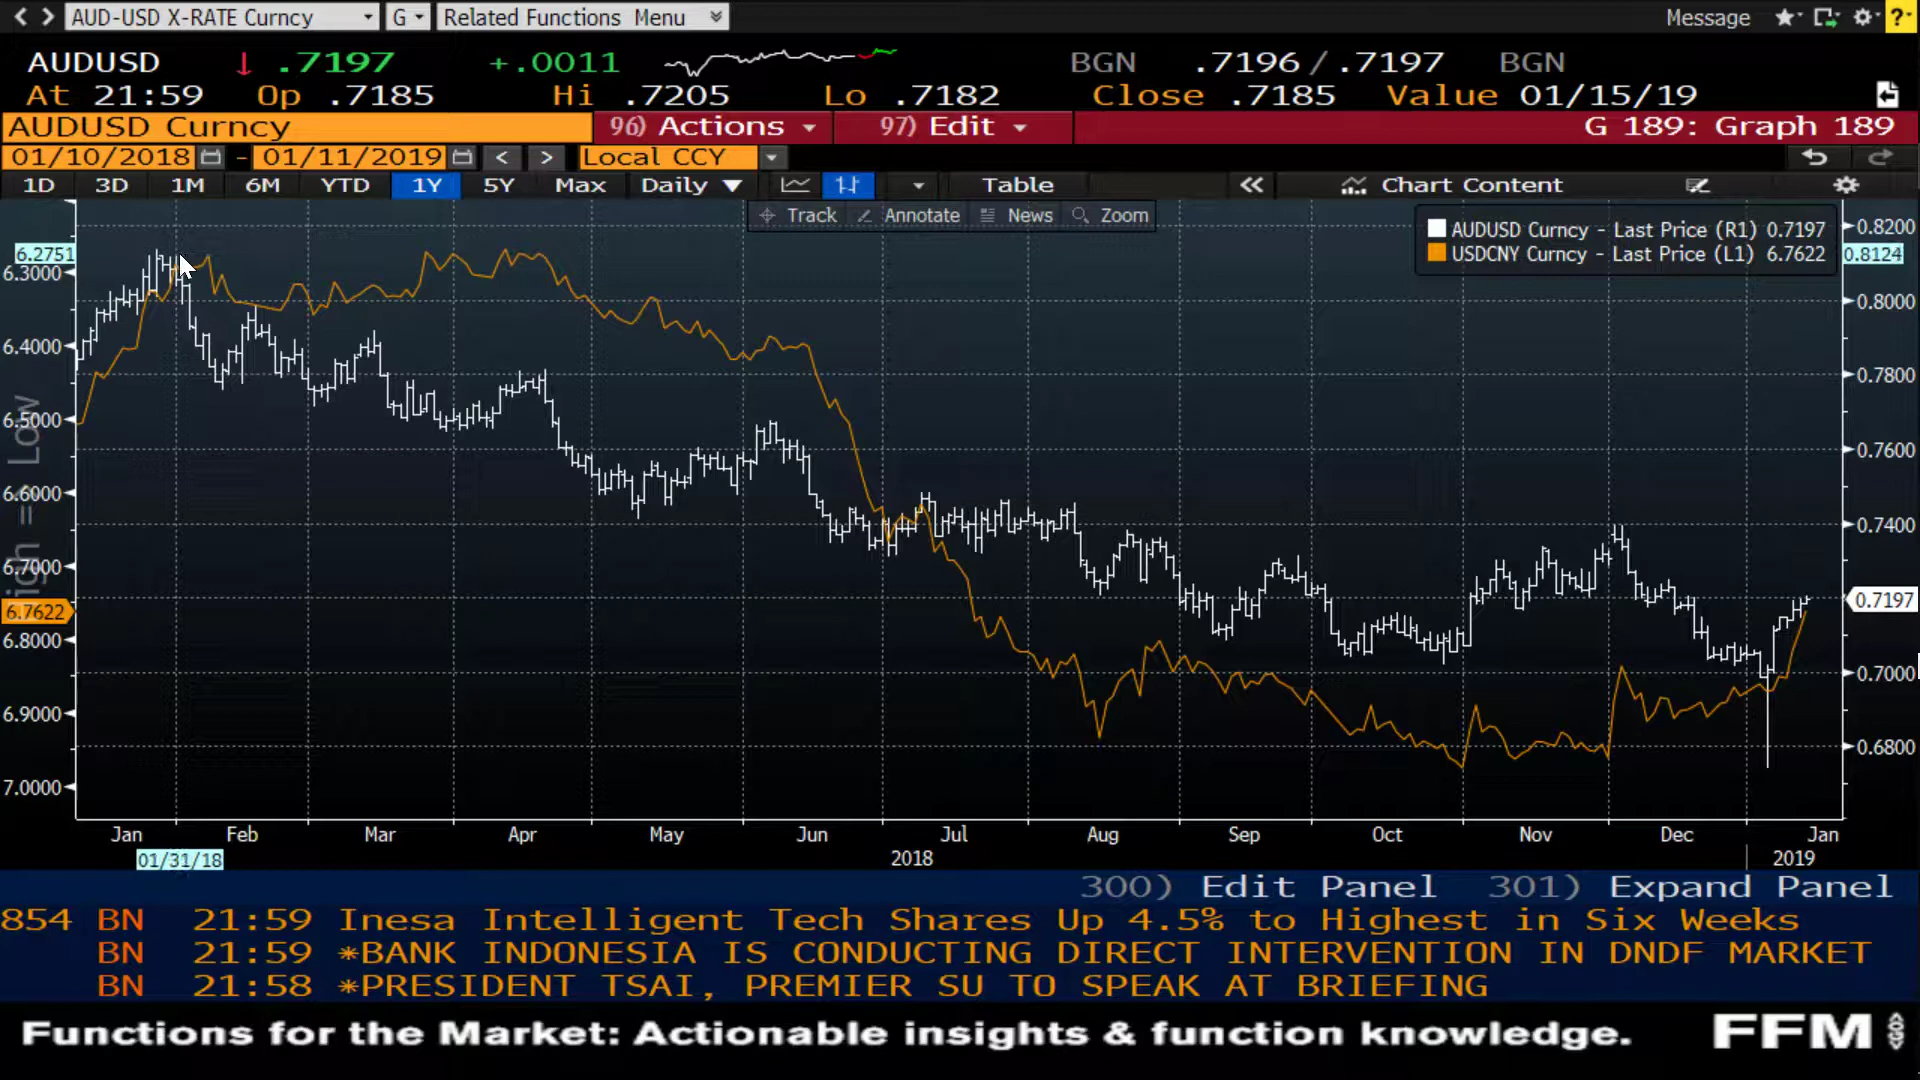 AUD-USD X-RATE Curncy G Related Functions Menu Message ?
AUDUSD .7197 +.0011 BGN .7196 / .7197 BGN
At 21:59 Op .7185 Hi .7205 Lo .7182 Close .7185 Value 01/15/19
AUDUSD Curncy 96) Actions 97) Edit G 189: Graph 189
01/10/2018 - 01/11/2019 < > Local CCY
1D 3D 1M 6M YTD 1Y 5Y Max Daily Table « Chart Content
Track Annotate News Zoom
AUDUSD Curncy - Last Price (R1) 0.7197
USDCNY Curncy - Last Price (L1) 6.7622
6.2751
6.3000
6.4000
6.5000
6.6000
6.7000
6.7622
6.8000
6.9000
7.0000
High => Low
0.8200
0.8124
0.8000
0.7800
0.7600
0.7400
0.7197
0.7000
0.6800
Jan Feb Mar Apr May Jun Jul Aug Sep Oct Nov Dec Jan
01/31/18 2018 2019
300) Edit Panel 301) Expand Panel
854 BN 21:59 Inesa Intelligent Tech Shares Up 4.5% to Highest in Six Weeks
BN 21:59 *BANK INDONESIA IS CONDUCTING DIRECT INTERVENTION IN DNDF MARKET
BN 21:58 *PRESIDENT TSAI, PREMIER SU TO SPEAK AT BRIEFING
Functions for the Market: Actionable insights & function knowledge. FFM